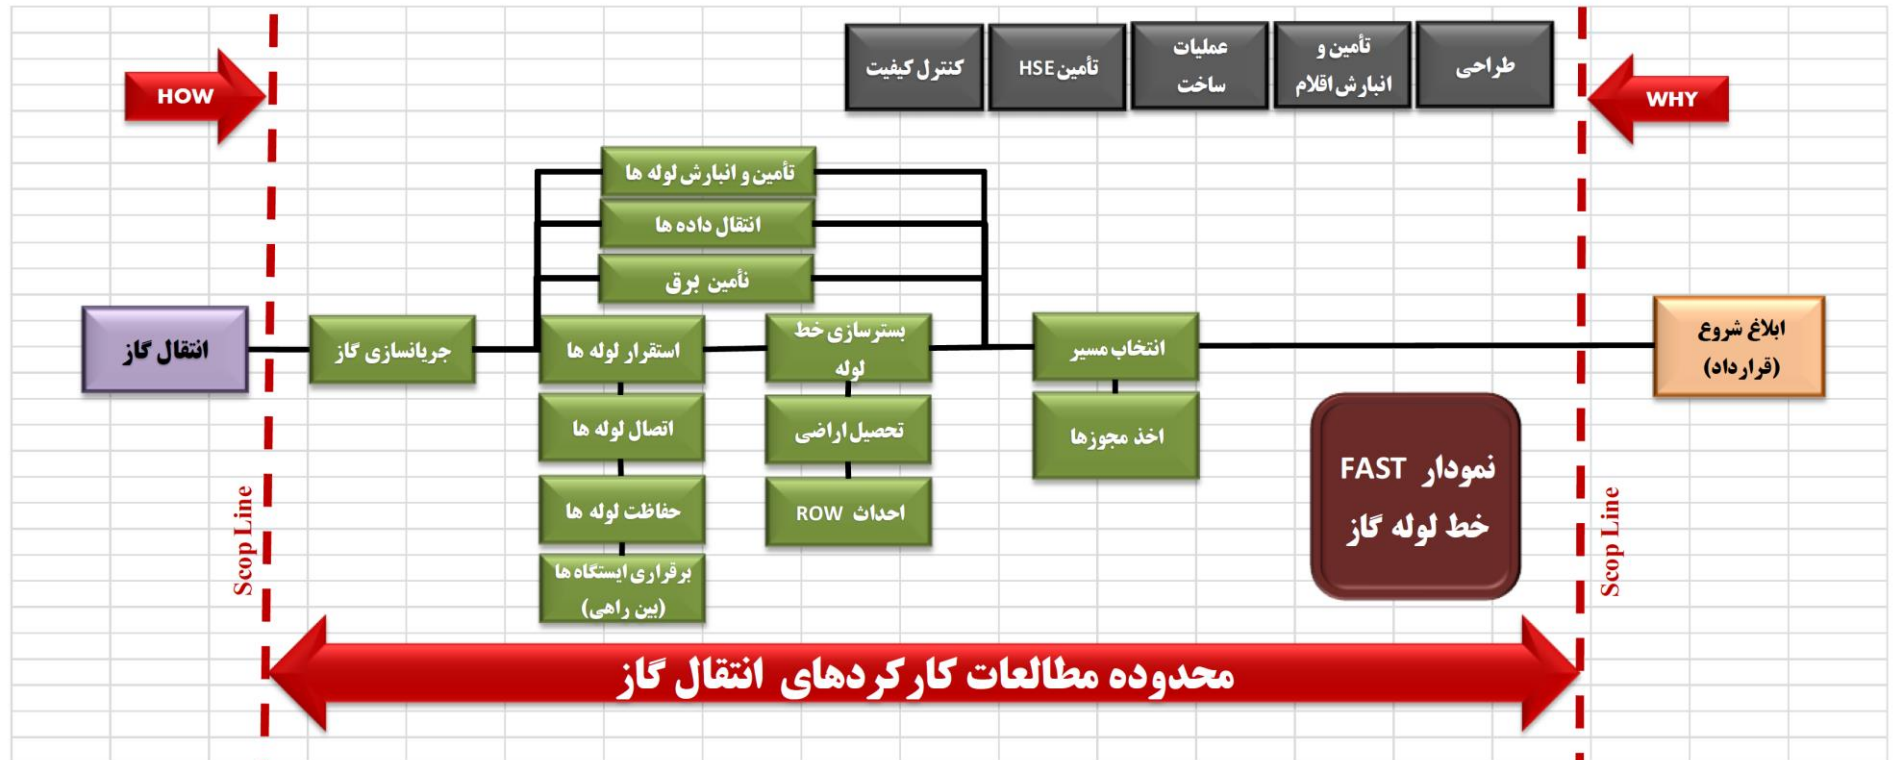 طراحی
تأمین و
انبارش اقلام
عملیات
ساخت
تأمین HSE
کنترل کیفیت
HOW
WHY
تأمین و انبارش لوله ها
انتقال داده ها
تأمین برق
ابلاغ شروع
(قرارداد)
انتخاب مسیر
اخذ مجوزها
بسترسازی خط
لوله
تحصیل اراضی
احداث ROW
استقرار لوله ها
اتصال لوله ها
حفاظت لوله ها
برقراری ایستگاه ها
(بین راهی)
جریانسازی گاز
انتقال گاز
نمودار FAST
خط لوله گاز
Scop Line
Scop Line
محدوده مطالعات کارکردهای انتقال گاز